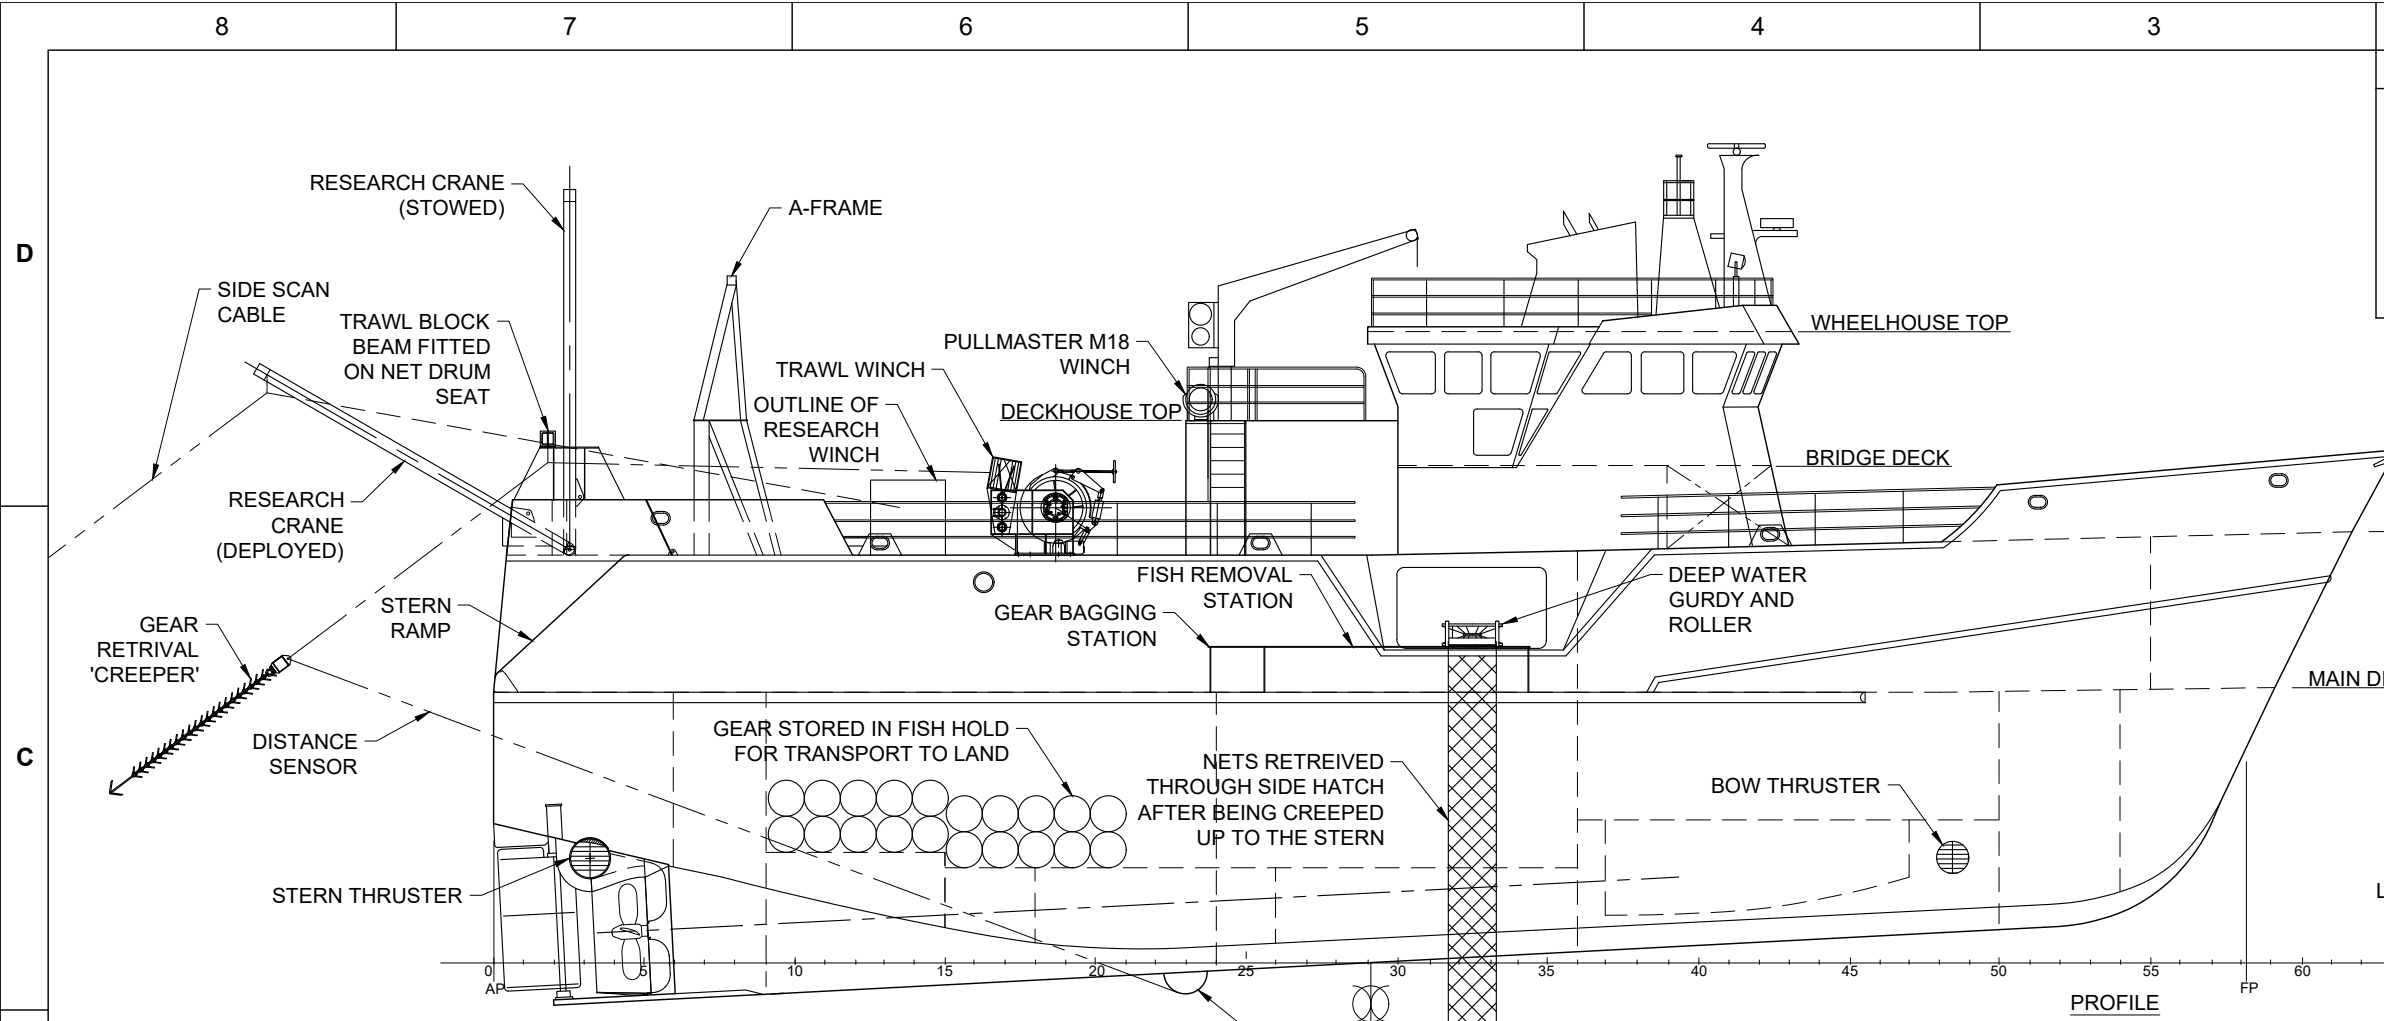 8 7 6 5 4 3
D
C
RESEARCH CRANE
(STOWED)
A-FRAME
SIDE SCAN
CABLE
TRAWL BLOCK
BEAM FITTED
ON NET DRUM
SEAT
PULLMASTER M18
WINCH
TRAWL WINCH
OUTLINE OF
RESEARCH
WINCH
DECKHOUSE TOP
WHEELHOUSE TOP
BRIDGE DECK
RESEARCH
CRANE
(DEPLOYED)
GEAR
RETRIVAL
'CREEPER'
STERN
RAMP
FISH REMOVAL
STATION
GEAR BAGGING
STATION
DEEP WATER
GURDY AND
ROLLER
MAIN
DISTANCE
SENSOR
GEAR STORED IN FISH HOLD
FOR TRANSPORT TO LAND
NETS RETREIVED
THROUGH SIDE HATCH
AFTER BEING CREEPED
UP TO THE STERN
BOW THRUSTER
STERN THRUSTER
0 5 10 15 20 25 30 35 40 45 50 55 60
AP
FP
PROFILE